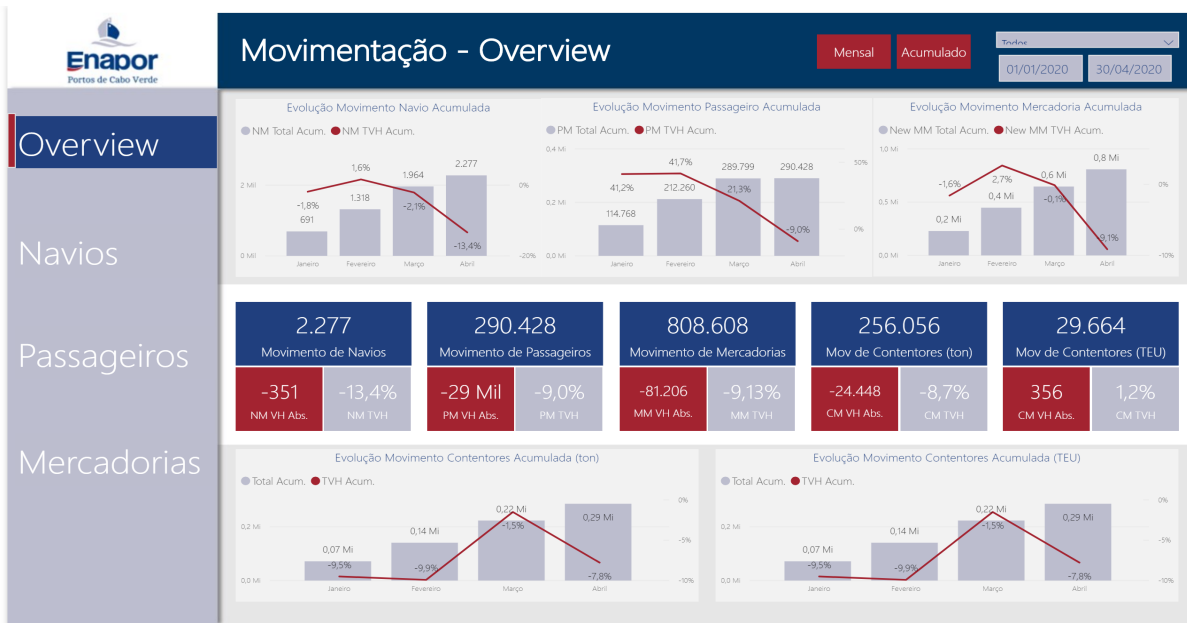 Enapor
Portos de Cabo Verde
Movimentação - Overview
Mensal
Acumulado
Todos
01/01/2020
30/04/2020
Overview
Navios
Passageiros
Mercadorias
Evolução Movimento Navio Acumulada
NM Total Acum. NM TVH Acum.
2 Mil
0 Mil
0%
-20%
691
1.318
1.964
2.277
-1,8%
1,6%
-2,1%
-13,4%
Janeiro Fevereiro Março Abril
Evolução Movimento Passageiro Acumulada
PM Total Acum. PM TVH Acum.
0,4 Mi
0,2 Mi
0,0 Mi
50%
0%
114.768
212.260
289.799
290.428
41,2%
41,7%
21,3%
-9,0%
Janeiro Fevereiro Março Abril
Evolução Movimento Mercadoria Acumulada
New MM Total Acum. New MM TVH Acum.
1,0 Mi
0,5 Mi
0,0 Mi
0%
-10%
0,2 Mi
0,4 Mi
0,6 Mi
0,8 Mi
-1,6%
2,7%
-0,1%
-9,1%
Janeiro Fevereiro Março Abril
2.277
Movimento de Navios
-351
NM VH Abs.
-13,4%
NM TVH
290.428
Movimento de Passageiros
-29 Mil
PM VH Abs.
-9,0%
PM TVH
808.608
Movimento de Mercadorias
-81.206
MM VH Abs.
-9,13%
MM TVH
256.056
Mov de Contentores (ton)
-24.448
CM VH Abs.
-8,7%
CM TVH
29.664
Mov de Contentores (TEU)
356
CM VH Abs.
1,2%
CM TVH
Evolução Movimento Contentores Acumulada (ton)
Total Acum. TVH Acum.
0,2 Mi
0,0 Mi
0%
-5%
-10%
0,07 Mi
0,14 Mi
0,22 Mi
0,29 Mi
-9,5%
-9,9%
-1,5%
-7,8%
Janeiro Fevereiro Março Abril
Evolução Movimento Contentores Acumulada (TEU)
Total Acum. TVH Acum.
0,2 Mi
0,0 Mi
0%
-5%
-10%
0,07 Mi
0,14 Mi
0,22 Mi
0,29 Mi
-9,5%
-9,9%
-1,5%
-7,8%
Janeiro Fevereiro Março Abril